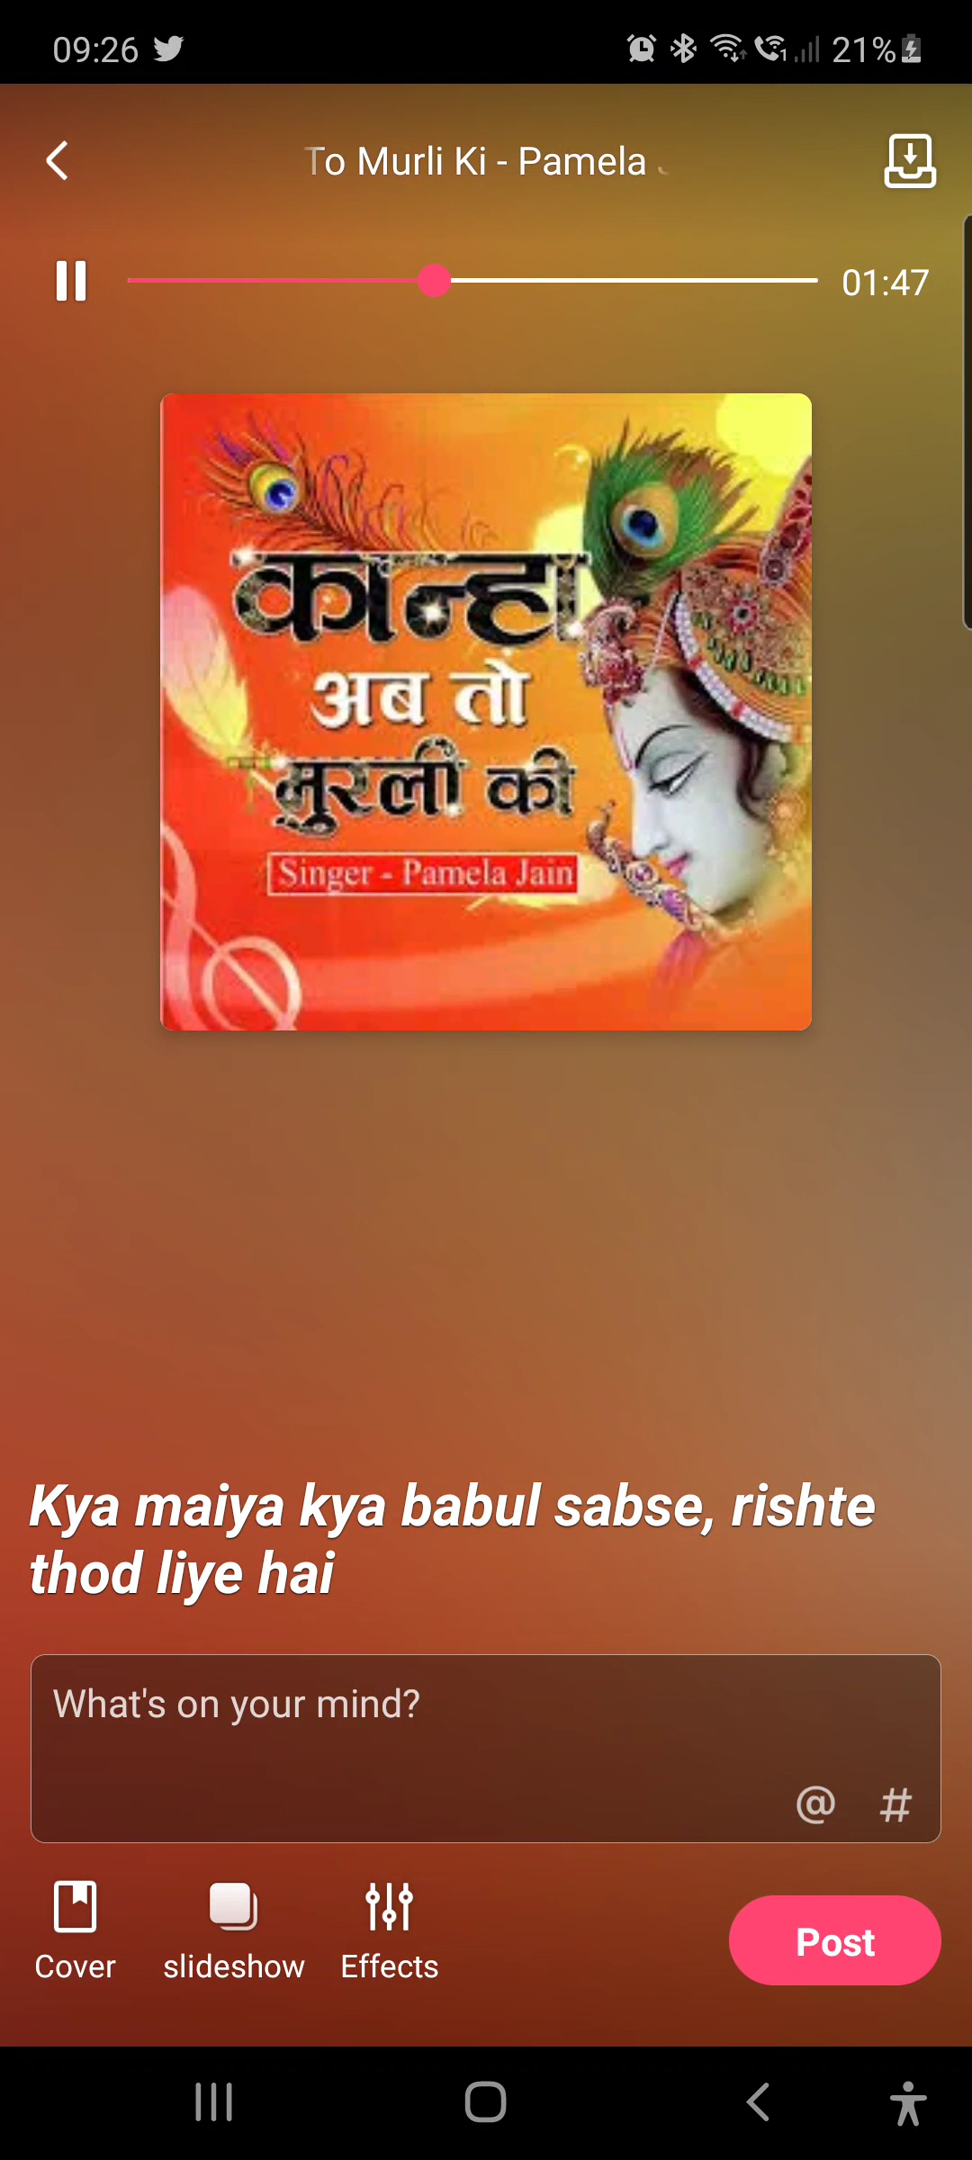 09:26
21%
To Murli Ki - Pamela
01:47
कान्हा
अब तो
मुरली की
Singer - Pamela Jain
Kya maiya kya babul sabse, rishte
thod liye hai
What's on your mind?
@ #
Cover slideshow Effects
Post